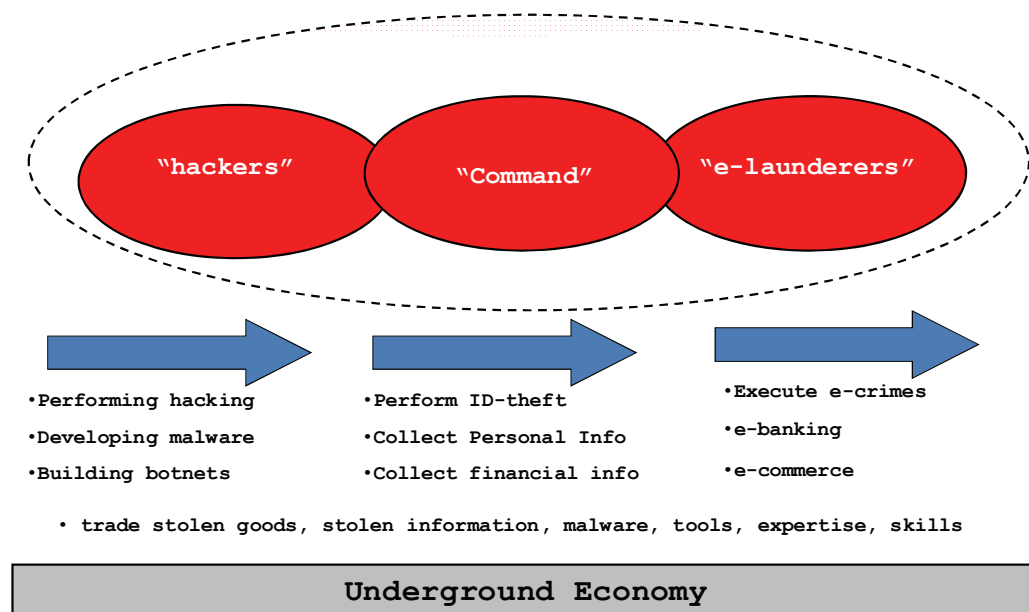 “hackers”
“Command”
“e-launderers”
•Performing hacking
•Developing malware
•Building botnets
•Perform ID-theft
•Collect Personal Info
•Collect financial info
•Execute e-crimes
•e-banking
•e-commerce
• trade stolen goods, stolen information, malware, tools, expertise, skills
Underground Economy